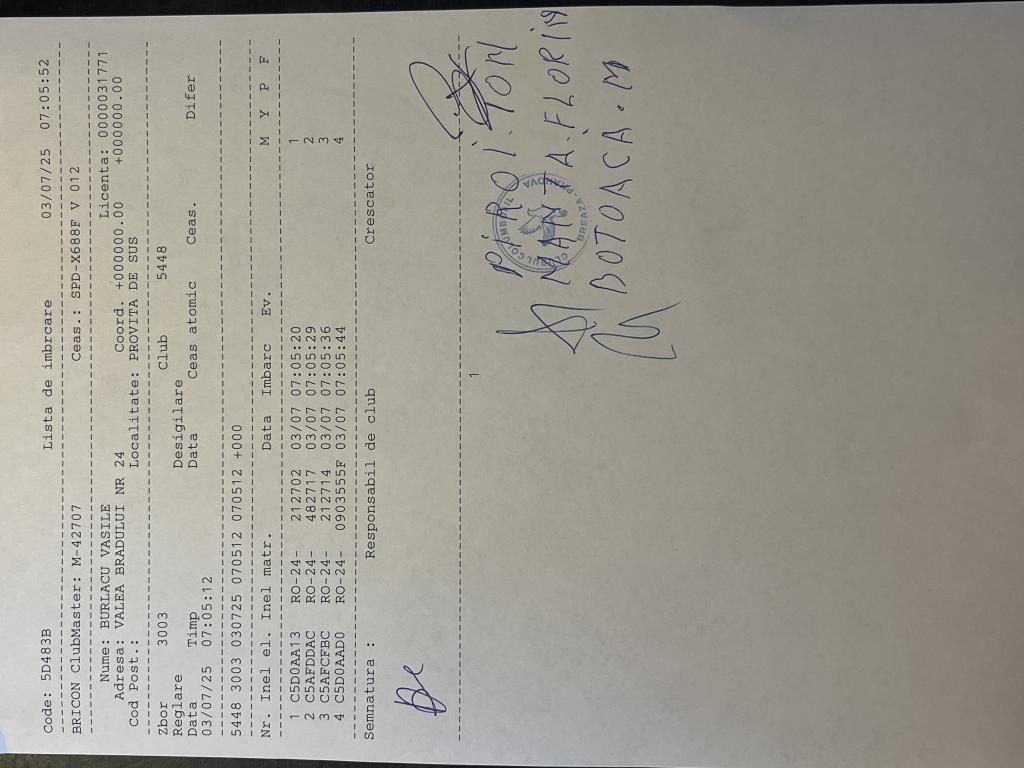 Code: 5D483B Lista de imbrcare 03/07/25 07:05:52
BRICON ClubMaster: M-42707 Ceas.: SPD-X688F V 012
Nume: BURLACU VASILE Licenta: 0000031771
Adresa: VALEA BRADULUI NR 24 Coord. +000000.00 +000000.00
Cod Post.: Localitate: PROVITA DE SUS
Zbor 3003 Club 5448
Reglare Desigilare
Data Timp Data Ceas atomic Ceas. Difer
03/07/25 07:05:12
5448 3003 030725 070512 070512 +000
Nr. Inel el. Inel matr. Data Imbarc Ev. M Y P F
1 C5D0AA13 RO-24- 212702 03/07 07:05:20 1
2 C5AFDDAC RO-24- 482717 03/07 07:05:29 2
3 C5AFCFBC RO-24- 212714 03/07 07:05:36 3
4 C5D0AAD0 RO-24- 0903555F 03/07 07:05:44 4
Semnatura : Responsabil de club Crescator
1
PIROI.ION
MANTA.FLORIN
BOTOACA.M
CLUBUL COLUMBOFIL
BREAZA-PRAHOVA